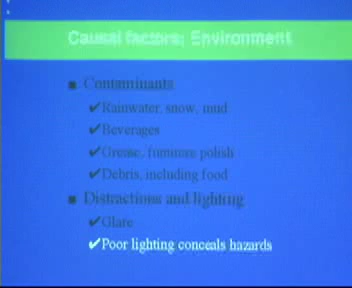 Causal factors: Environment
Contaminants
Rainwater, snow, mud
Beverages
Grease, furniture polish
Debris, including food
Distractions and lighting
Glare
Poor lighting conceals hazards